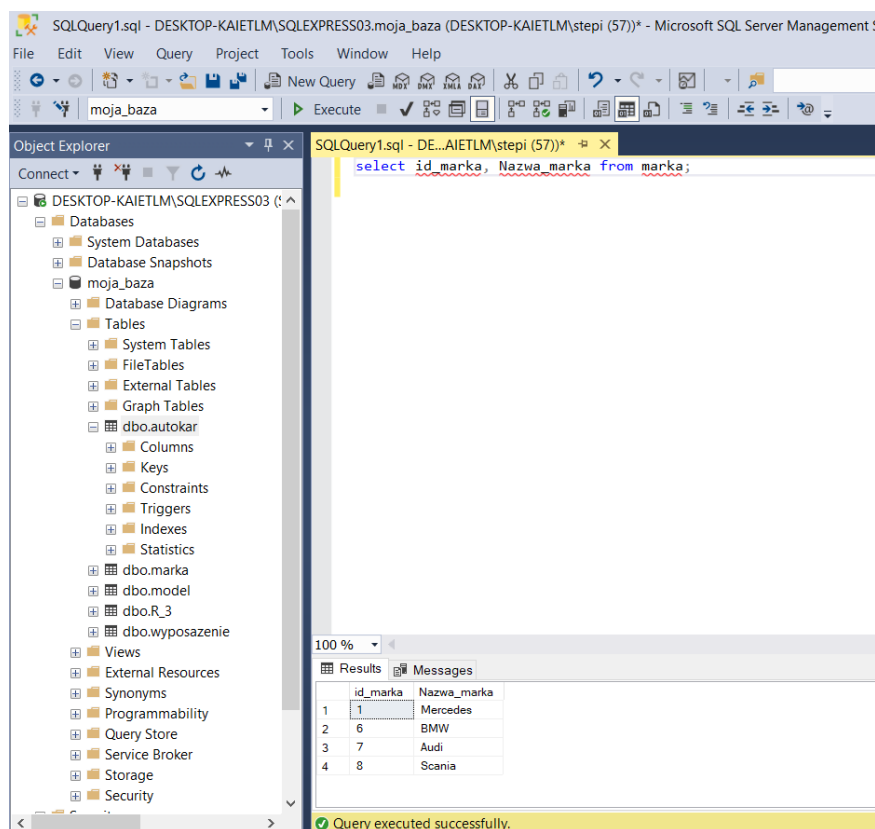 SQLQuery1.sql - DESKTOP-KAIETLM\SQLEXPRESS03.moja_baza (DESKTOP-KAIETLM\stepi (57))* - Microsoft SQL Server Management
File Edit View Query Project Tools Window Help
New Query MDX DMX XMLA DAX
moja_baza Execute
Object Explorer
Connect
DESKTOP-KAIETLM\SQLEXPRESS03
Databases
System Databases
Database Snapshots
moja_baza
Database Diagrams
Tables
System Tables
FileTables
External Tables
Graph Tables
dbo.autokar
Columns
Keys
Constraints
Triggers
Indexes
Statistics
dbo.marka
dbo.model
dbo.R_3
dbo.wyposazenie
Views
External Resources
Synonyms
Programmability
Query Store
Service Broker
Storage
Security
SQLQuery1.sql - DE...AIETLM\stepi (57))*
select id_marka, Nazwa_marka from marka;
100 %
Results Messages
id_marka Nazwa_marka
1 1 Mercedes
2 6 BMW
3 7 Audi
4 8 Scania
Query executed successfully.